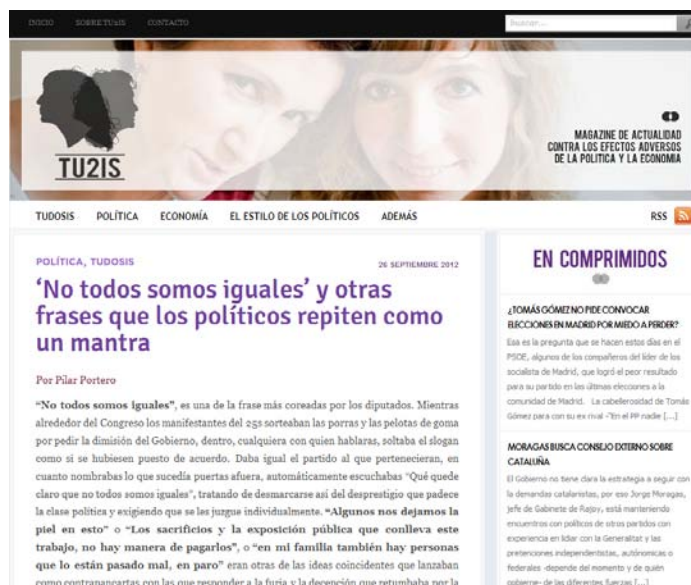 INICIO SOBRE TU2IS CONTACTO
Buscar...
TU2IS
MAGAZINE DE ACTUALIDAD
CONTRA LOS EFECTOS ADVERSOS
DE LA POLITICA Y LA ECONOMIA
TUDOSIS POLÍTICA ECONOMÍA EL ESTILO DE LOS POLÍTICOS ADEMÁS RSS
POLÍTICA, TUDOSIS 26 SEPTIEMBRE 2012
‘No todos somos iguales’ y otras
frases que los políticos repiten como
un mantra
Por Pilar Portero
“No todos somos iguales”, es una de la frase más coreadas por los diputados. Mientras
alrededor del Congreso los manifestantes del 25s sorteaban las porras y las pelotas de goma
por pedir la dimisión del Gobierno, dentro, cualquiera con quien hablaras, soltaba el slogan
como si se hubiesen puesto de acuerdo. Daba igual el partido al que pertenecieran, en
cuanto nombrabas lo que sucedía puertas afuera, automáticamente escuchabas “Qué quede
claro que no todos somos iguales”, tratando de desmarcarse así del desprestigio que padece
la clase política y exigiendo que se les juzgue individualmente. “Algunos nos dejamos la
piel en esto” o “Los sacrificios y la exposición pública que conlleva este
trabajo, no hay manera de pagarlos”, o “en mi familia también hay personas
que lo están pasado mal, en paro” eran otras de las ideas coincidentes que lanzaban
como contrapancartas con las que responder a la furia y la decepción que retumbaba por la
EN COMPRIMIDOS
¿TOMÁS GÓMEZ NO PIDE CONVOCAR
ELECCIONES EN MADRID POR MIEDO A PERDER?
Esa es la pregunta que se hacen estos días en el
PSOE, algunos de los compañeros del líder de los
socialista de Madrid, que logró el peor resultado
para su partido en las últimas elecciones a la
comunidad de Madrid. La caballerosidad de Tomás
Gómez para con su ex rival -“En el PP nadie [...]
MORAGAS BUSCA CONSEJO EXTERNO SOBRE
CATALUÑA
El Gobierno no tiene clara la estrategia a seguir con
la demandas catalanistas, por eso Jorge Moragas,
jefe de Gabinete de Rajoy, está manteniendo
encuentros con políticos de otros partidos con
experiencia en lidiar con la Generalitat y las
pretenciones independentistas, autónomicas o
federales -depende del momento y de quién
gobierne- de las diferentes fuerzas [...]